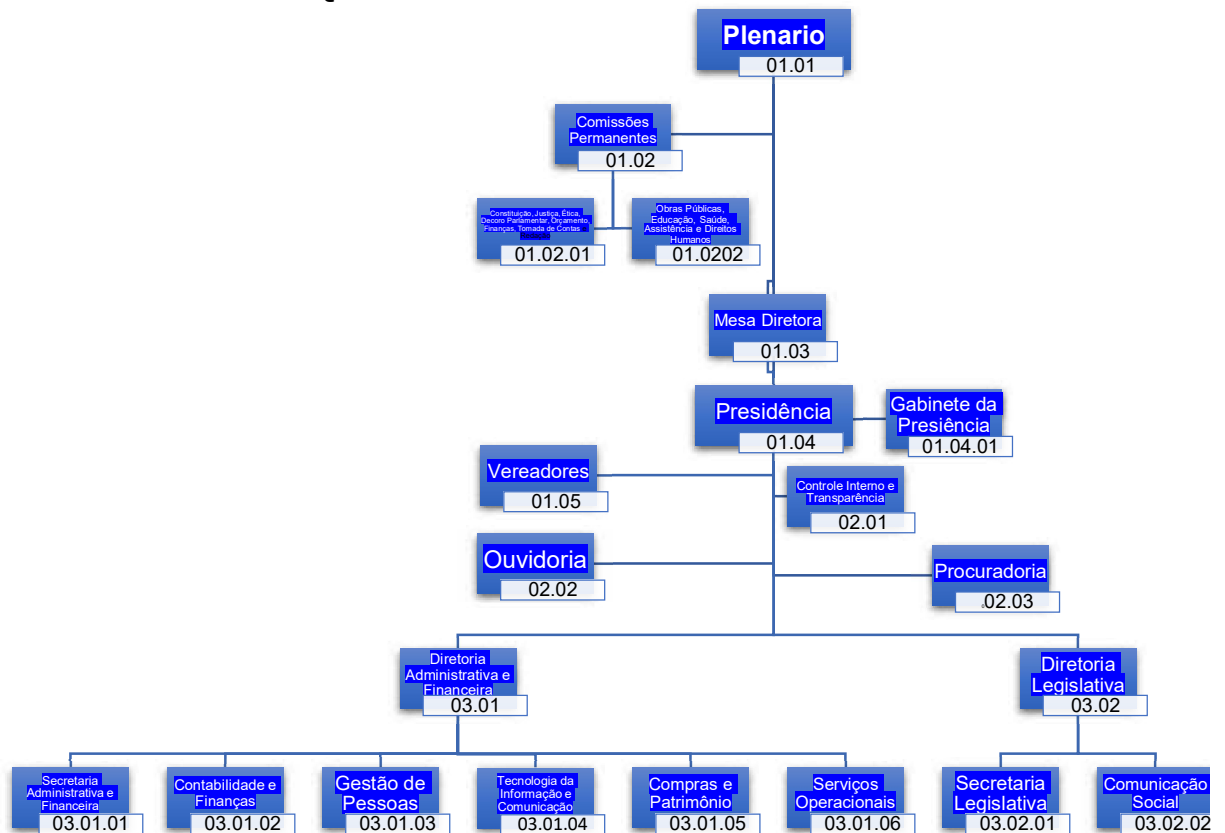 Plenario
01.01
Comissões
Permanentes
01.02
Constituição, Justiça, Ética,
Decoro Parlamentar, Orçamento,
Finanças, Tomada de Contas
01.02.01
Obras Públicas,
Educação, Saúde,
Assistência e Direitos
Humanos
01.0202
Mesa Diretora
01.03
Presidência
01.04
Gabinete da
Presiência
01.04.01
Vereadores
01.05
Controle Interno e
Transparência
02.01
Ouvidoria
02.02
Procuradoria
02.03
Diretoria
Administrativa e
Financeira
03.01
Diretoria
Legislativa
03.02
Secretaria
Administrativa e
Financeira
03.01.01
Contabilidade e
Finanças
03.01.02
Gestão de
Pessoas
03.01.03
Tecnologia da
Informação e
Comunicação
03.01.04
Compras e
Patrimônio
03.01.05
Serviços
Operacionais
03.01.06
Secretaria
Legislativa
03.02.01
Comunicação
Social
03.02.02